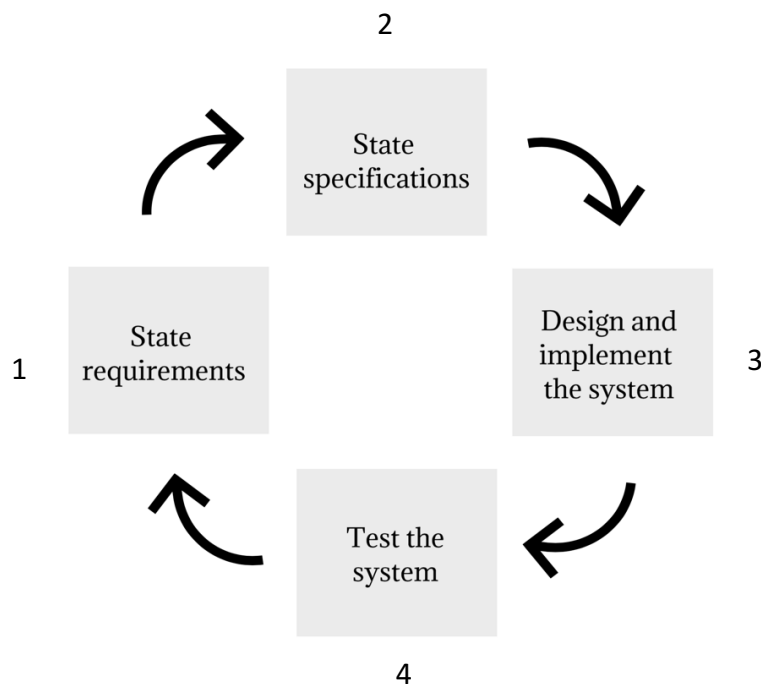 2
State
specifications
State
requirements
1
Design and
implement
the system
3
Test the
system
4